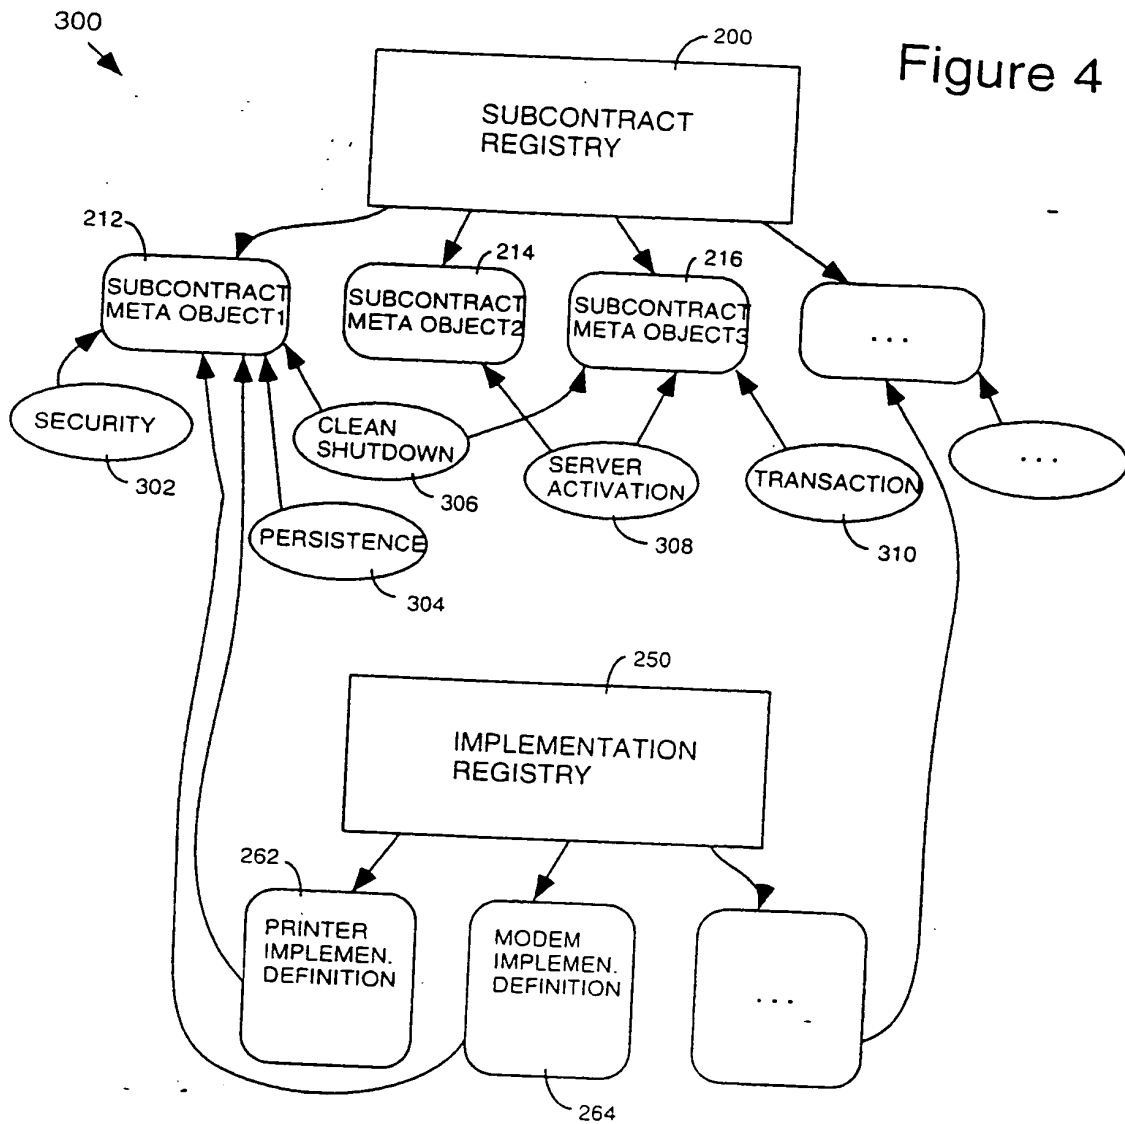 300
200
Figure 4
SUBCONTRACT
REGISTRY
212
214
216
SUBCONTRACT
META OBJECT1
SUBCONTRACT
META OBJECT2
SUBCONTRACT
META OBJECT3
...
SECURITY
302
CLEAN
SHUTDOWN
306
SERVER
ACTIVATION
308
TRANSACTION
310
...
PERSISTENCE
304
250
IMPLEMENTATION
REGISTRY
262
PRINTER
IMPLEMEN.
DEFINITION
MODEM
IMPLEMEN.
DEFINITION
...
264